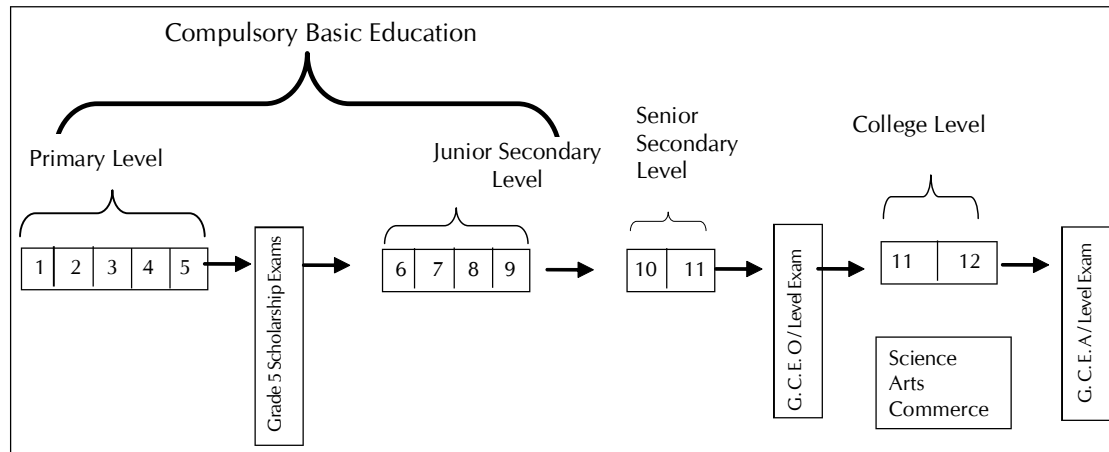 Compulsory Basic Education
Primary Level
Junior Secondary
Level
Senior
Secondary
Level
College Level
1 2 3 4 5
Grade 5 Scholarship Exams
6 7 8 9
10 11
G. C. E. O / Level Exam
11 12
Science
Arts
Commerce
G. C. E. A / Level Exam